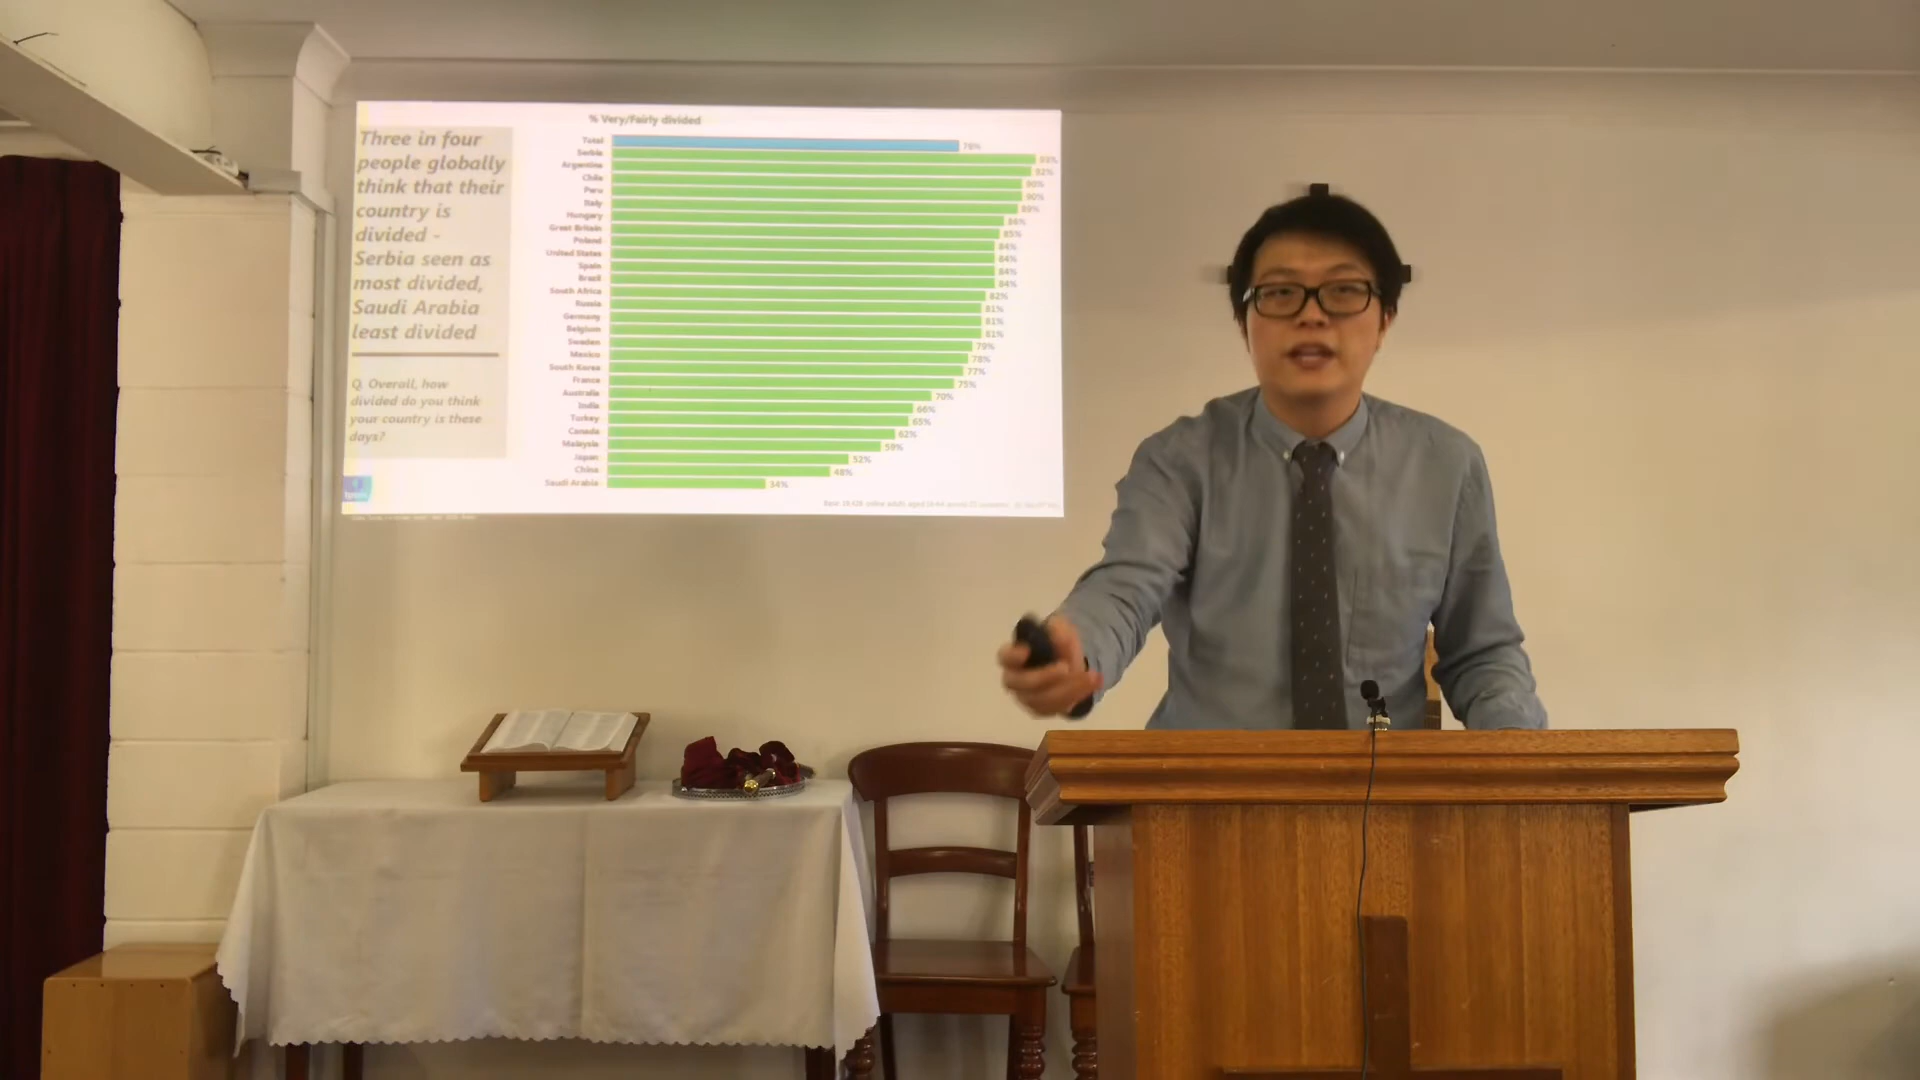 Three in four
people globally
think that their
country is
divided -
Serbia seen as
most divided,
Saudi Arabia
least divided
Q. Overall, how
divided do you think
your country is these
days?
% Very/Fairly divided
Total 76%
Serbia 93%
Argentina 92%
Chile 90%
Peru 90%
Italy 89%
Hungary 86%
Great Britain 85%
Poland 84%
United States 84%
Spain 84%
Brazil 84%
South Africa 82%
Russia 81%
Germany 81%
Belgium 81%
Sweden 79%
Mexico 78%
South Korea 77%
France 75%
Australia 70%
India 66%
Turkey 65%
Canada 62%
Malaysia 59%
Japan 52%
China 48%
Saudi Arabia 34%